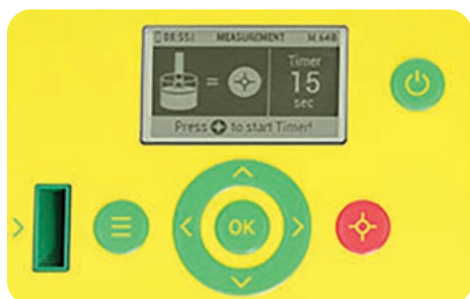 MEASUREMENT
= Timer
15
sec
Press to start Timer!
OK